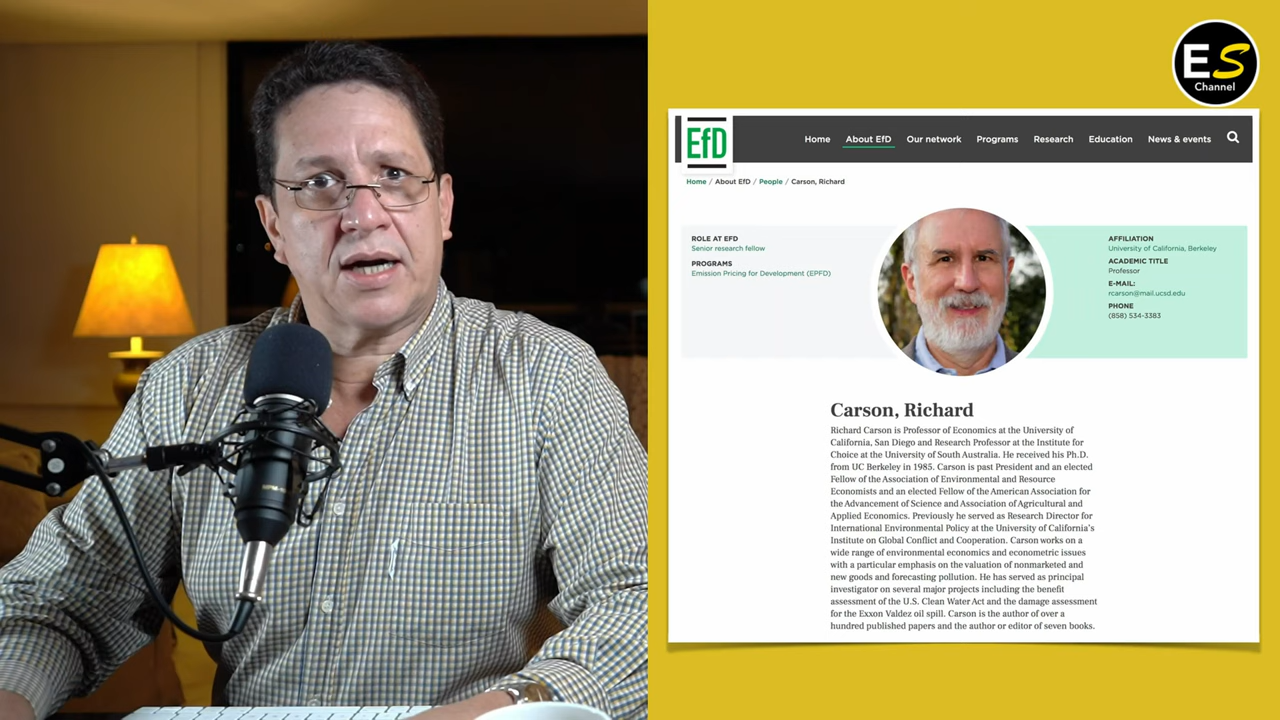 ES
Channel
EfD
Home About EfD Our network Programs Research Education News & events
Home / About EfD / People / Carson, Richard
ROLE AT EFD
Senior research fellow
PROGRAMS
Emission Pricing for Development (EPFD)
AFFILIATION
University of California, Berkeley
ACADEMIC TITLE
Professor
E-MAIL:
rcarson@mail.ucsd.edu
PHONE
(858) 534-3383
Carson, Richard
Richard Carson is Professor of Economics at the University of
California, San Diego and Research Professor at the Institute for
Choice at the University of South Australia. He received his Ph.D.
from UC Berkeley in 1985. Carson is past President and an elected
Fellow of the Association of Environmental and Resource
Economists and an elected Fellow of the American Association for
the Advancement of Science and Association of Agricultural and
Applied Economics. Previously he served as Research Director for
International Environmental Policy at the University of California's
Institute on Global Conflict and Cooperation. Carson works on a
wide range of environmental economics and econometric issues
with a particular emphasis on the valuation of nonmarketed and
new goods and forecasting pollution. He has served as principal
investigator on several major projects including the benefit
assessment of the U.S. Clean Water Act and the damage assessment
for the Exxon Valdez oil spill. Carson is the author of over a
hundred published papers and the author or editor of seven books.